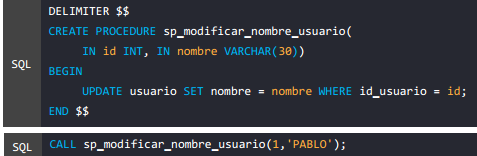 DELIMITER $$
CREATE PROCEDURE sp_modificar_nombre_usuario(
IN id INT, IN nombre VARCHAR(30))
SQL
BEGIN
UPDATE usuario SET nombre = nombre WHERE id_usuario = id;
END $$
SQL CALL sp_modificar_nombre_usuario(1,'PABLO');